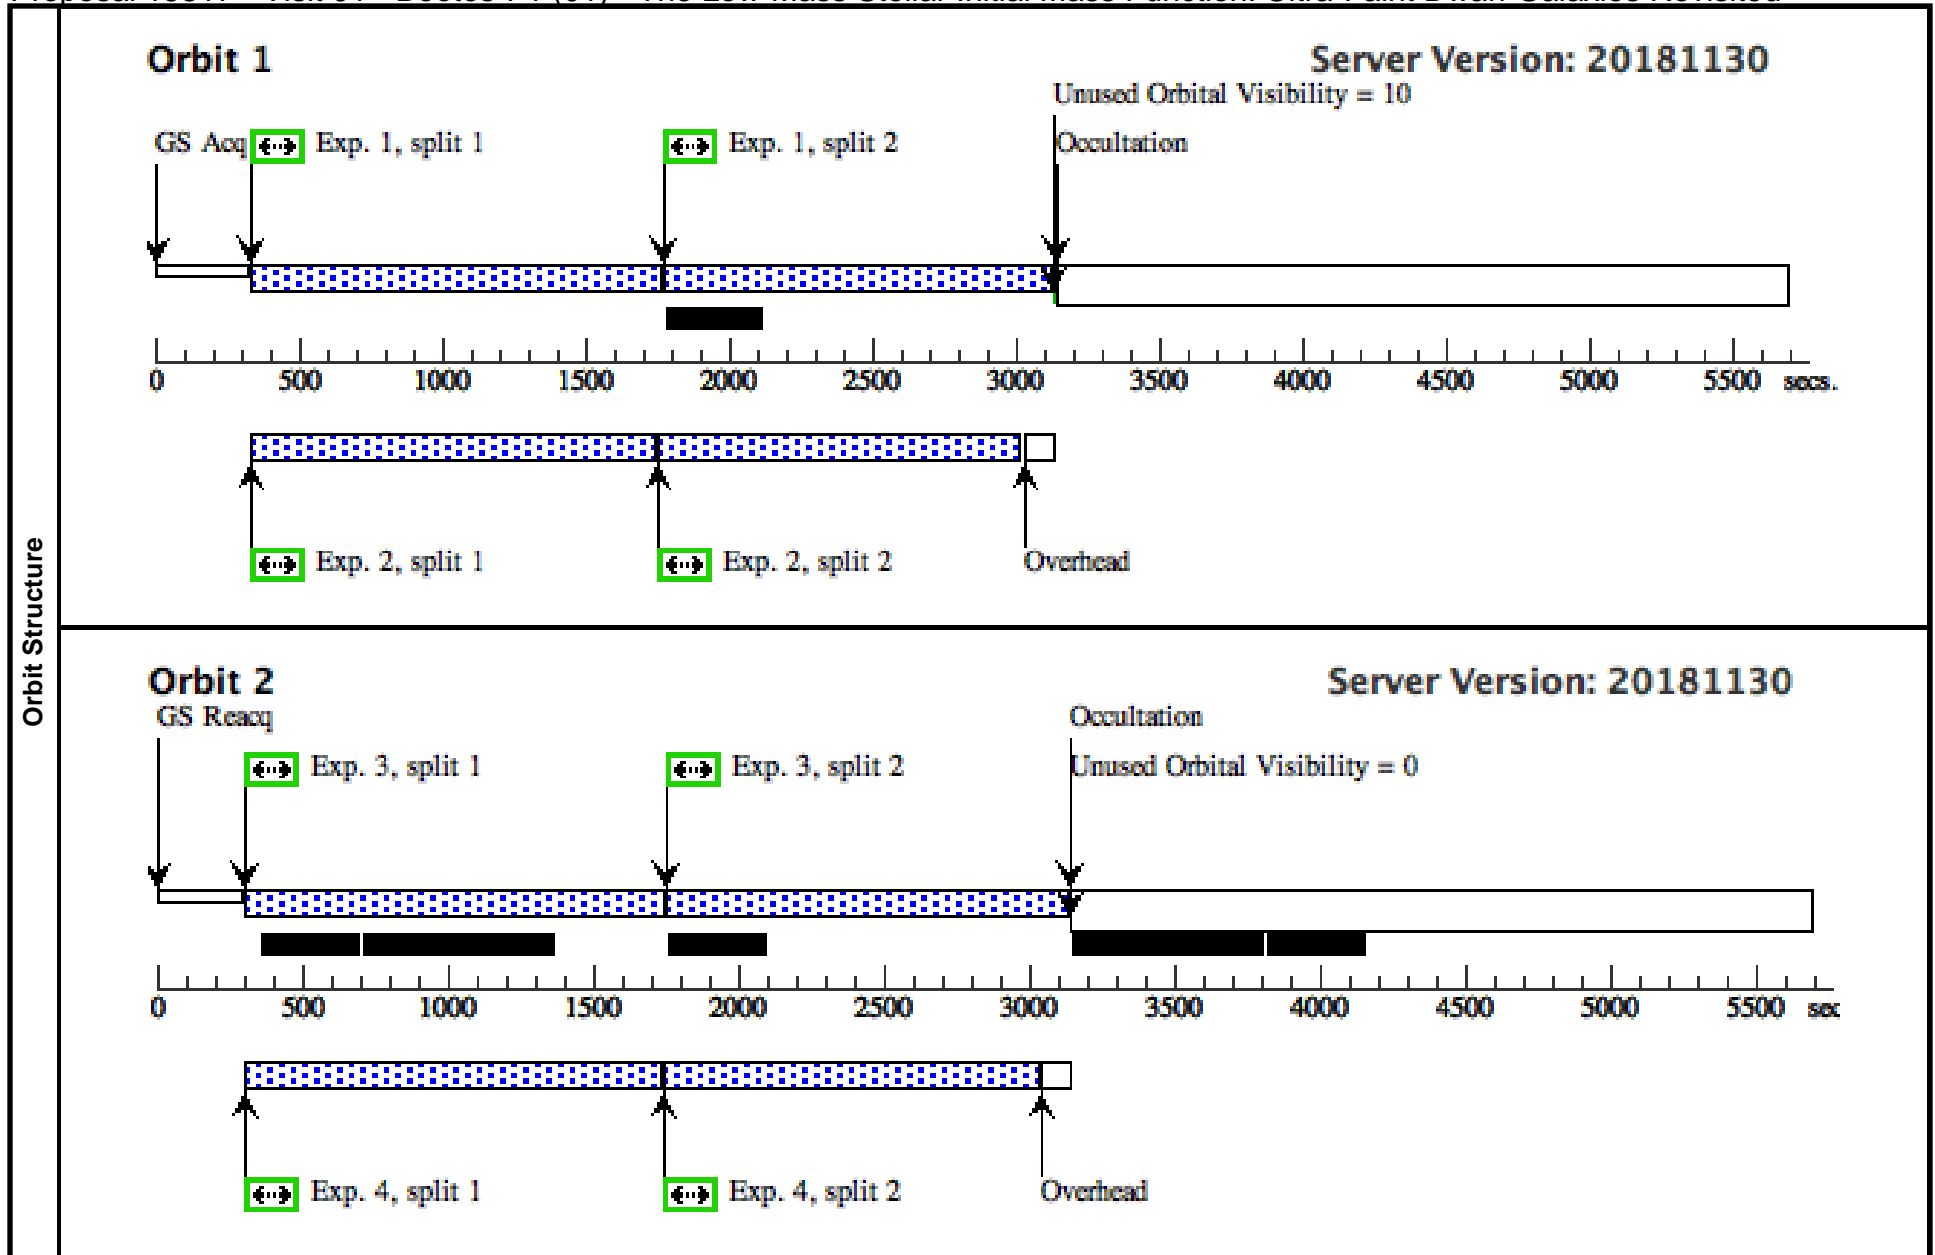 Orbit 1
Server Version: 20181130
Unused Orbital Visibility = 10
GS Acq
Exp. 1, split 1
Exp. 1, split 2
Occultation
0 500 1000 1500 2000 2500 3000 3500 4000 4500 5000 5500 secs.
Exp. 2, split 1
Exp. 2, split 2
Overhead
Orbit Structure
Orbit 2
Server Version: 20181130
GS Reacq
Occultation
Exp. 3, split 1
Exp. 3, split 2
Unused Orbital Visibility = 0
0 500 1000 1500 2000 2500 3000 3500 4000 4500 5000 5500 sec
Exp. 4, split 1
Exp. 4, split 2
Overhead